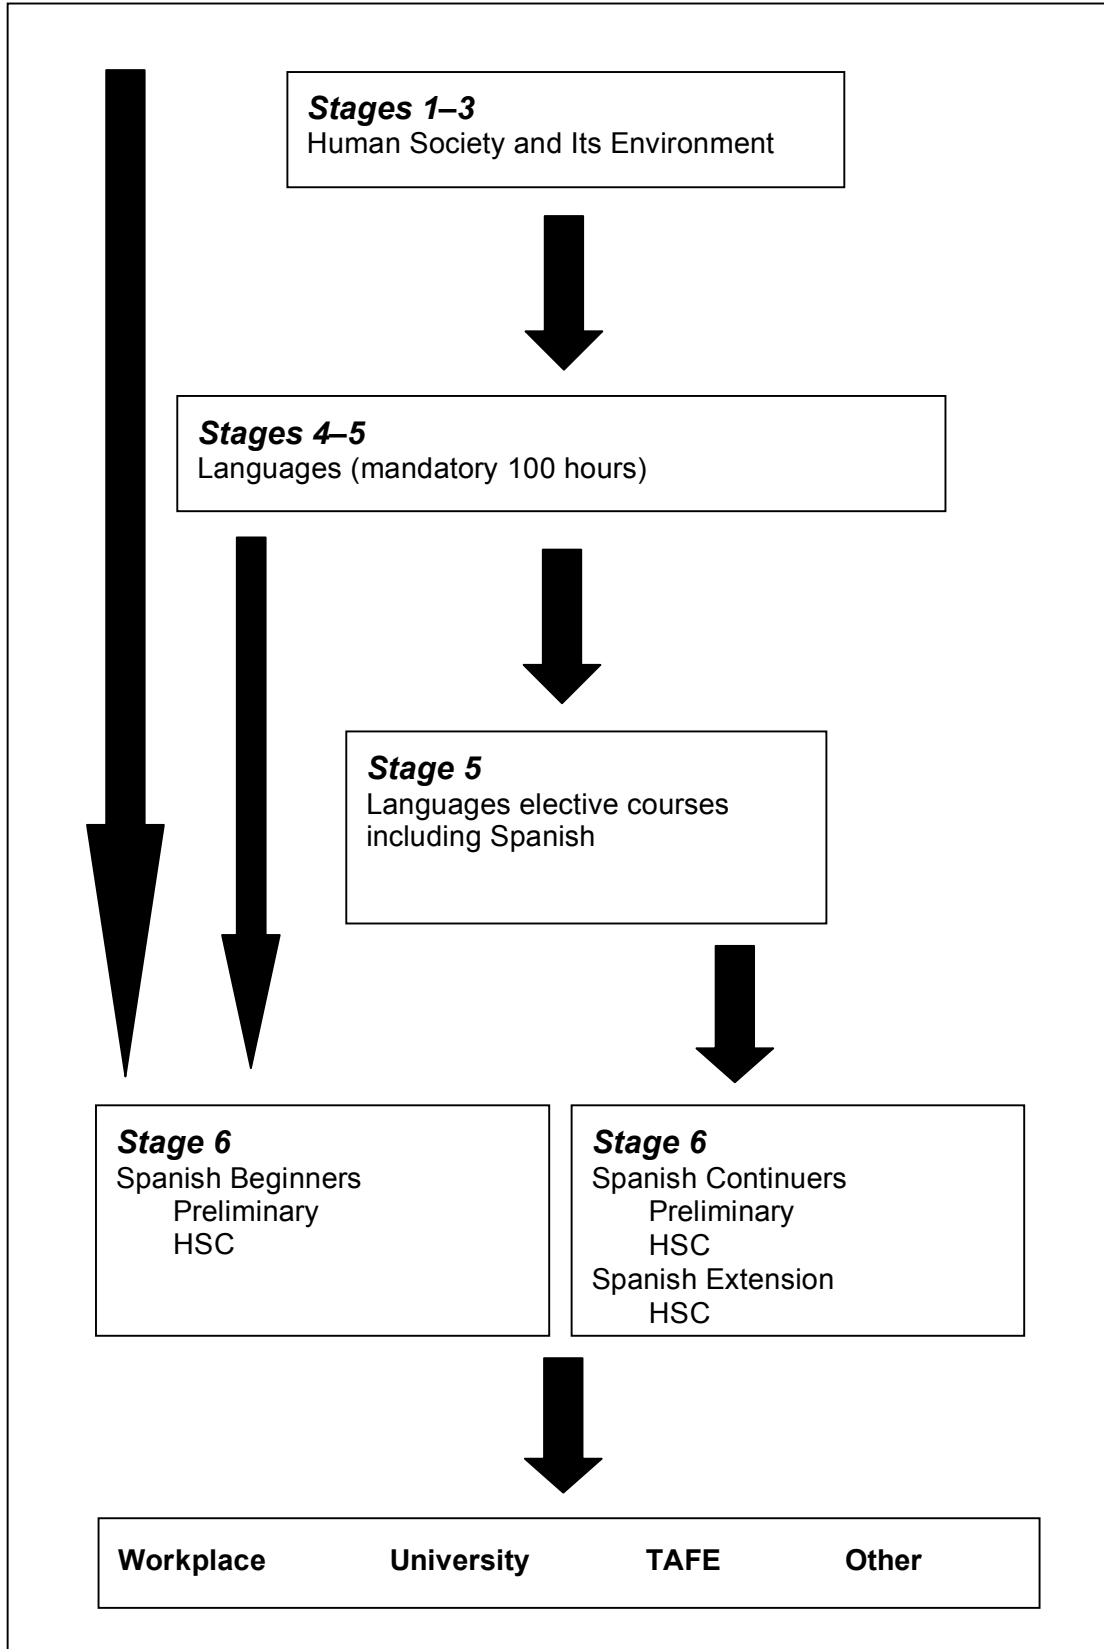 Stages 1–3
Human Society and Its Environment
Stages 4–5
Languages (mandatory 100 hours)
Stage 5
Languages elective courses
including Spanish
Stage 6
Spanish Beginners
Preliminary
HSC
Stage 6
Spanish Continuers
Preliminary
HSC
Spanish Extension
HSC
Workplace University TAFE Other